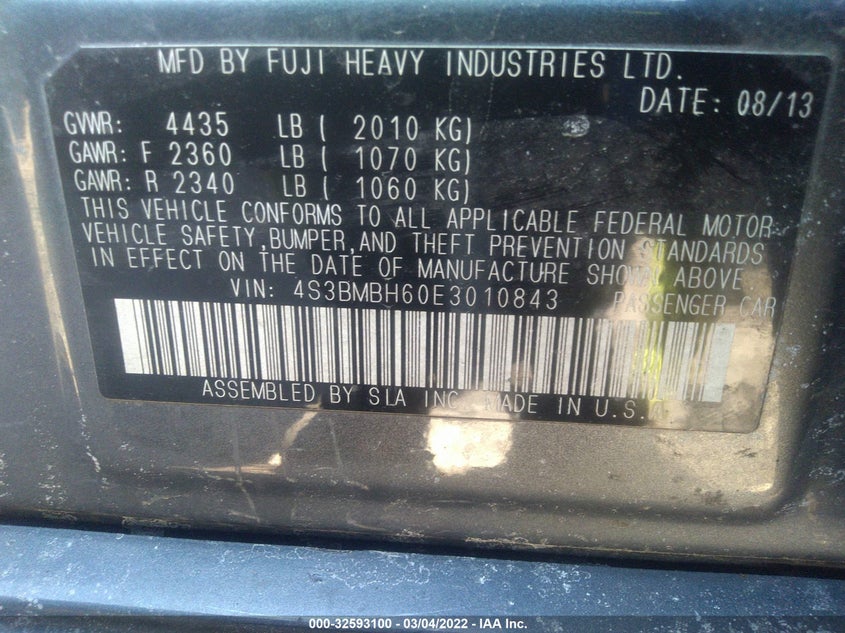 MFD BY FUJI HEAVY INDUSTRIES LTD.
DATE: 08/13
GVWR: 4435 LB ( 2010 KG)
GAWR: F 2360 LB ( 1070 KG)
GAWR: R 2340 LB ( 1060 KG)
THIS VEHICLE CONFORMS TO ALL APPLICABLE FEDERAL MOTOR
VEHICLE SAFETY,BUMPER,AND THEFT PREVENTION STANDARDS
IN EFFECT ON THE DATE OF MANUFACTURE SHOWN ABOVE
VIN: 4S3BMBH60E3010843 PASSENGER CAR
ASSEMBLED BY SIA INC. MADE IN U.S.A.
000-32593100 - 03/04/2022 - IAA Inc.